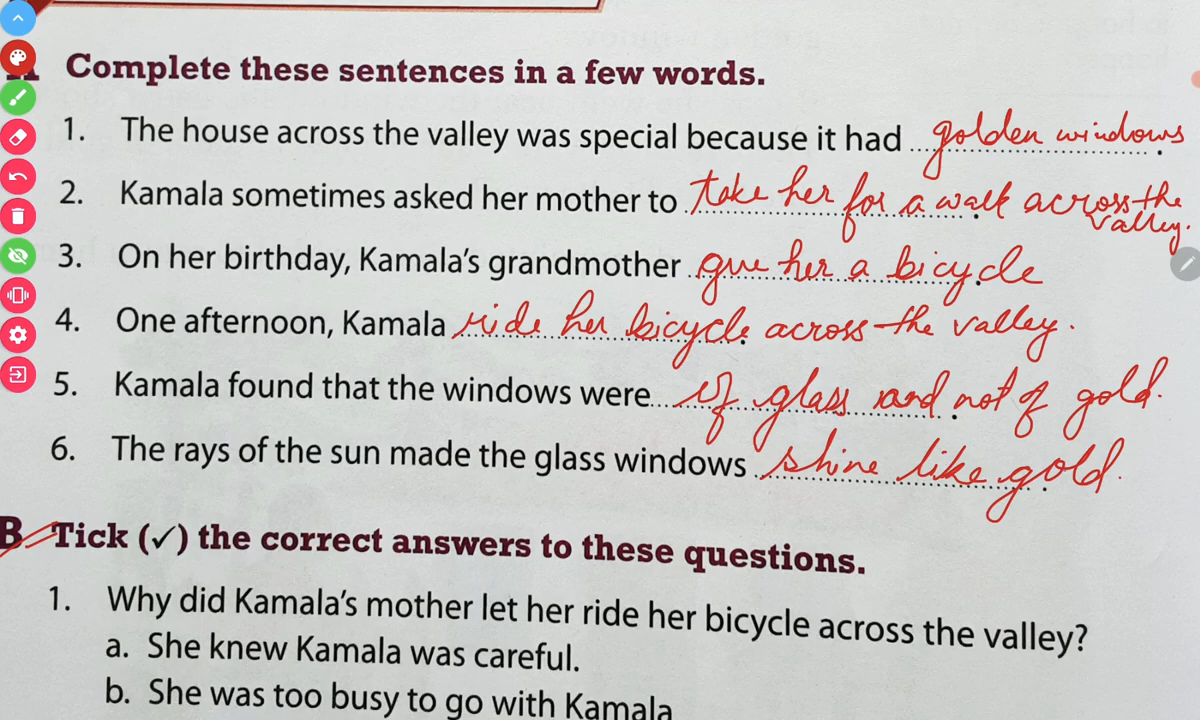 Complete these sentences in a few words.
1. The house across the valley was special because it had golden windows
2. Kamala sometimes asked her mother to take her for a walk across the
valley.
3. On her birthday, Kamala's grandmother gue her a bicycle
4. One afternoon, Kamala ride her bicycle across the valley.
5. Kamala found that the windows were of glass and not of gold.
6. The rays of the sun made the glass windows shine like gold.
B. Tick (✓) the correct answers to these questions.
1. Why did Kamala's mother let her ride her bicycle across the valley?
a. She knew Kamala was careful.
b. She was too busy to go with Kamala